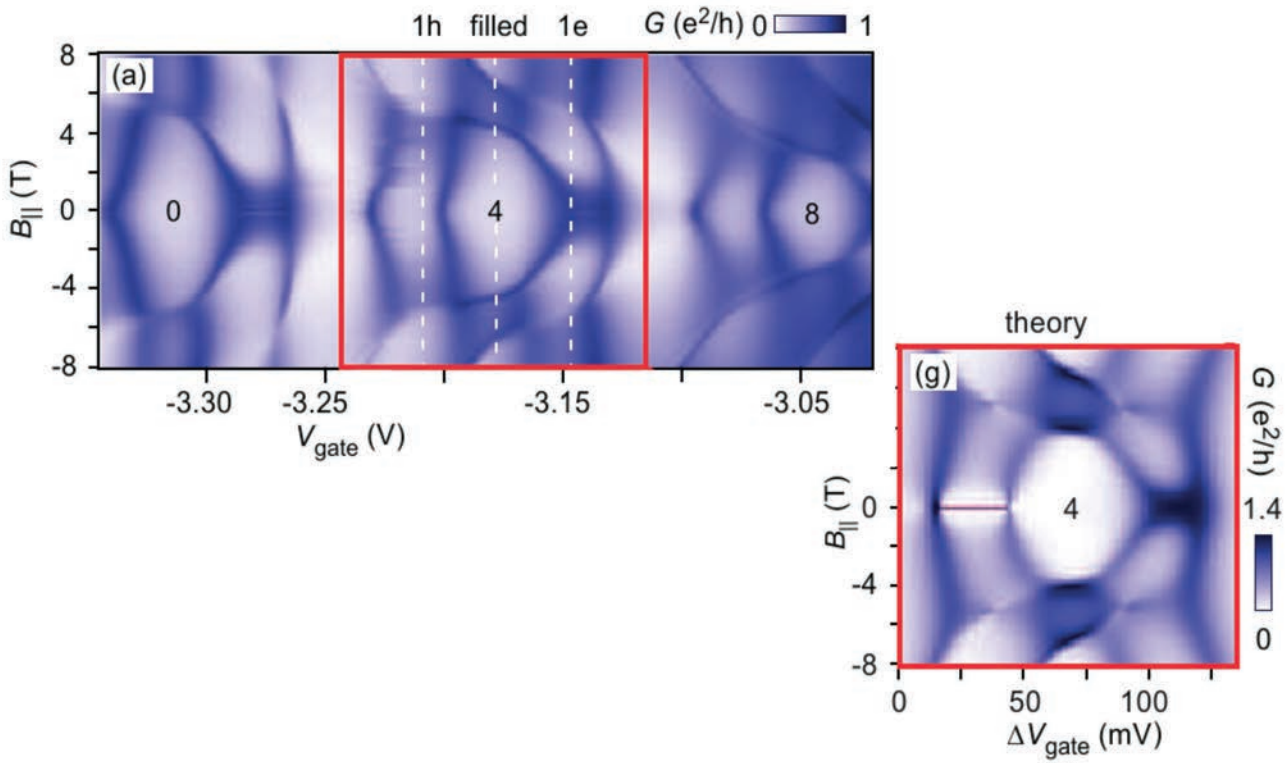 1h filled 1e G (e²/h) 0 1
(a)
8
4
0
-4
-8
B|| (T)
0 4 8
-3.30 -3.25 -3.15 -3.05
Vgate (V)
theory
(g)
B|| (T)
0
-4
-8
4
0 50 100
ΔVgate (mV)
G (e²/h)
1.4
0